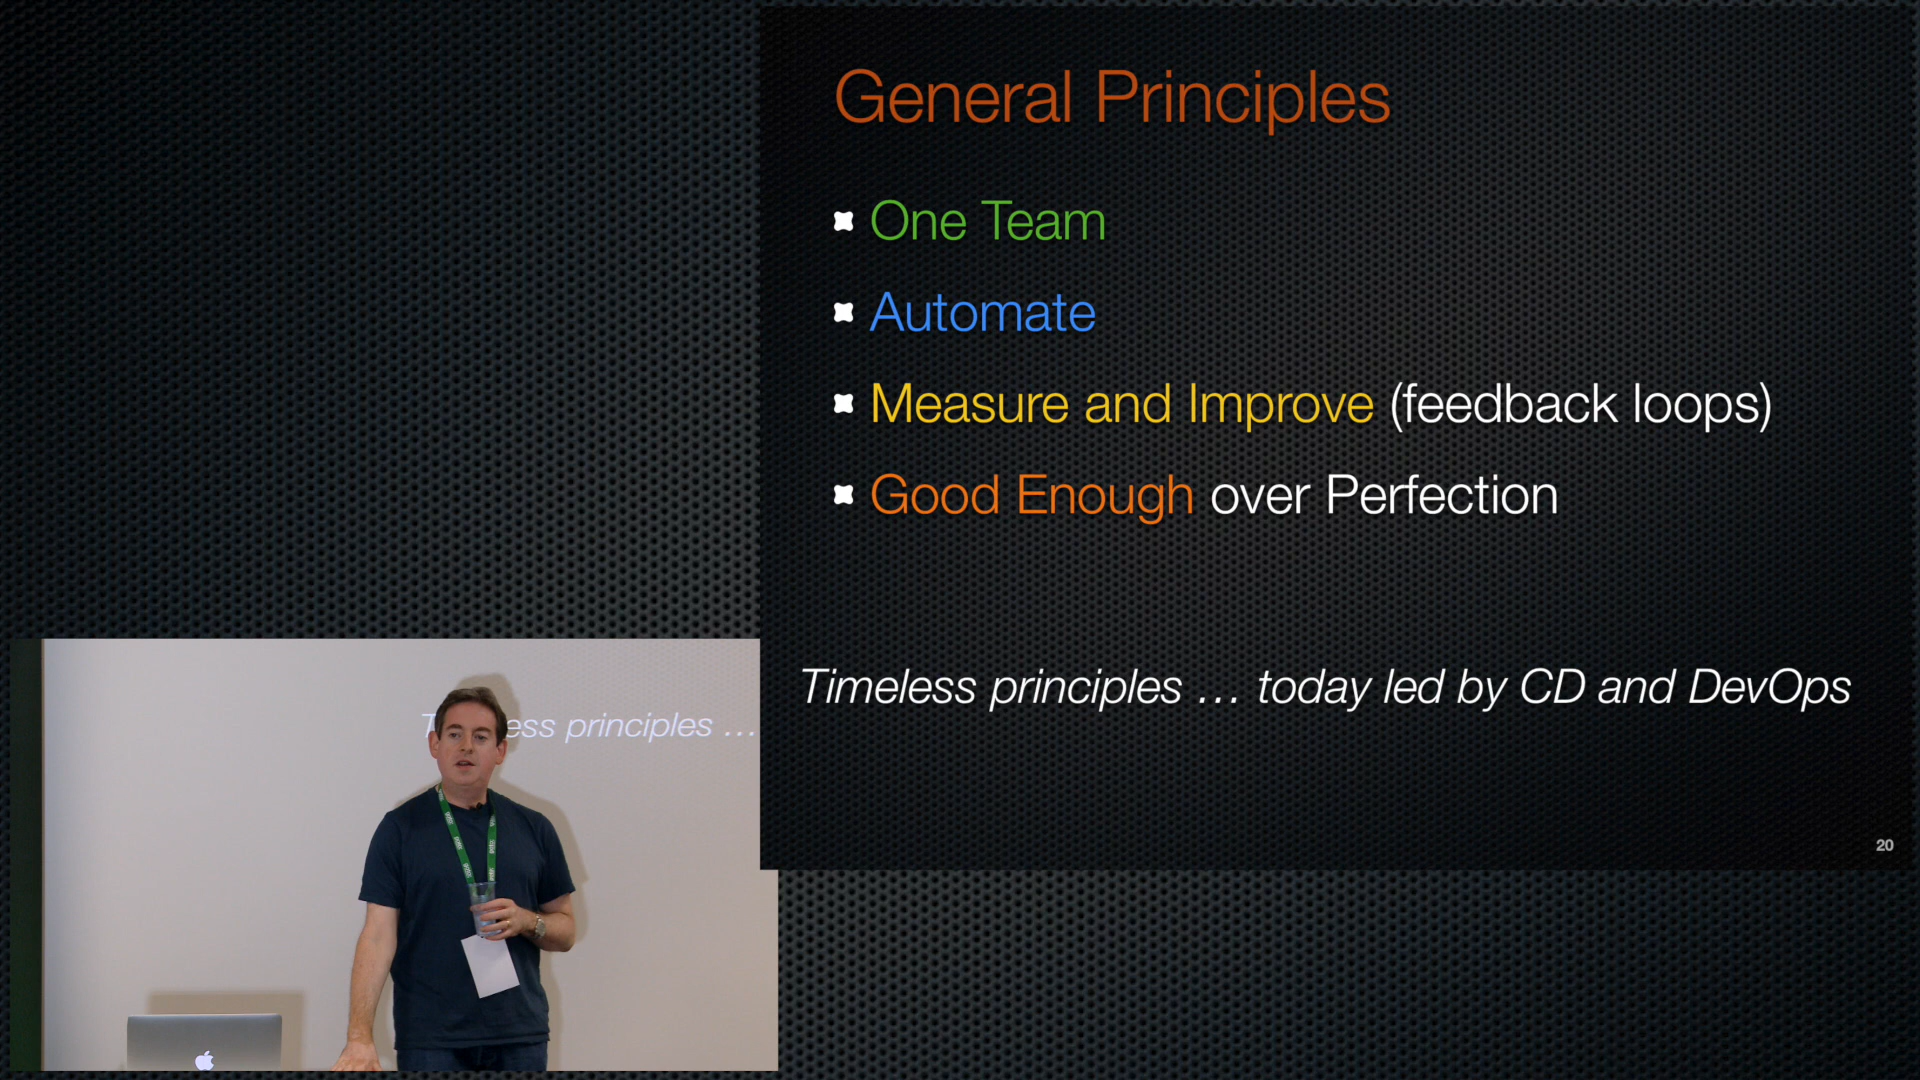 General Principles
One Team
Automate
Measure and Improve (feedback loops)
Good Enough over Perfection
Timeless principles … today led by CD and DevOps
20
ess principles …